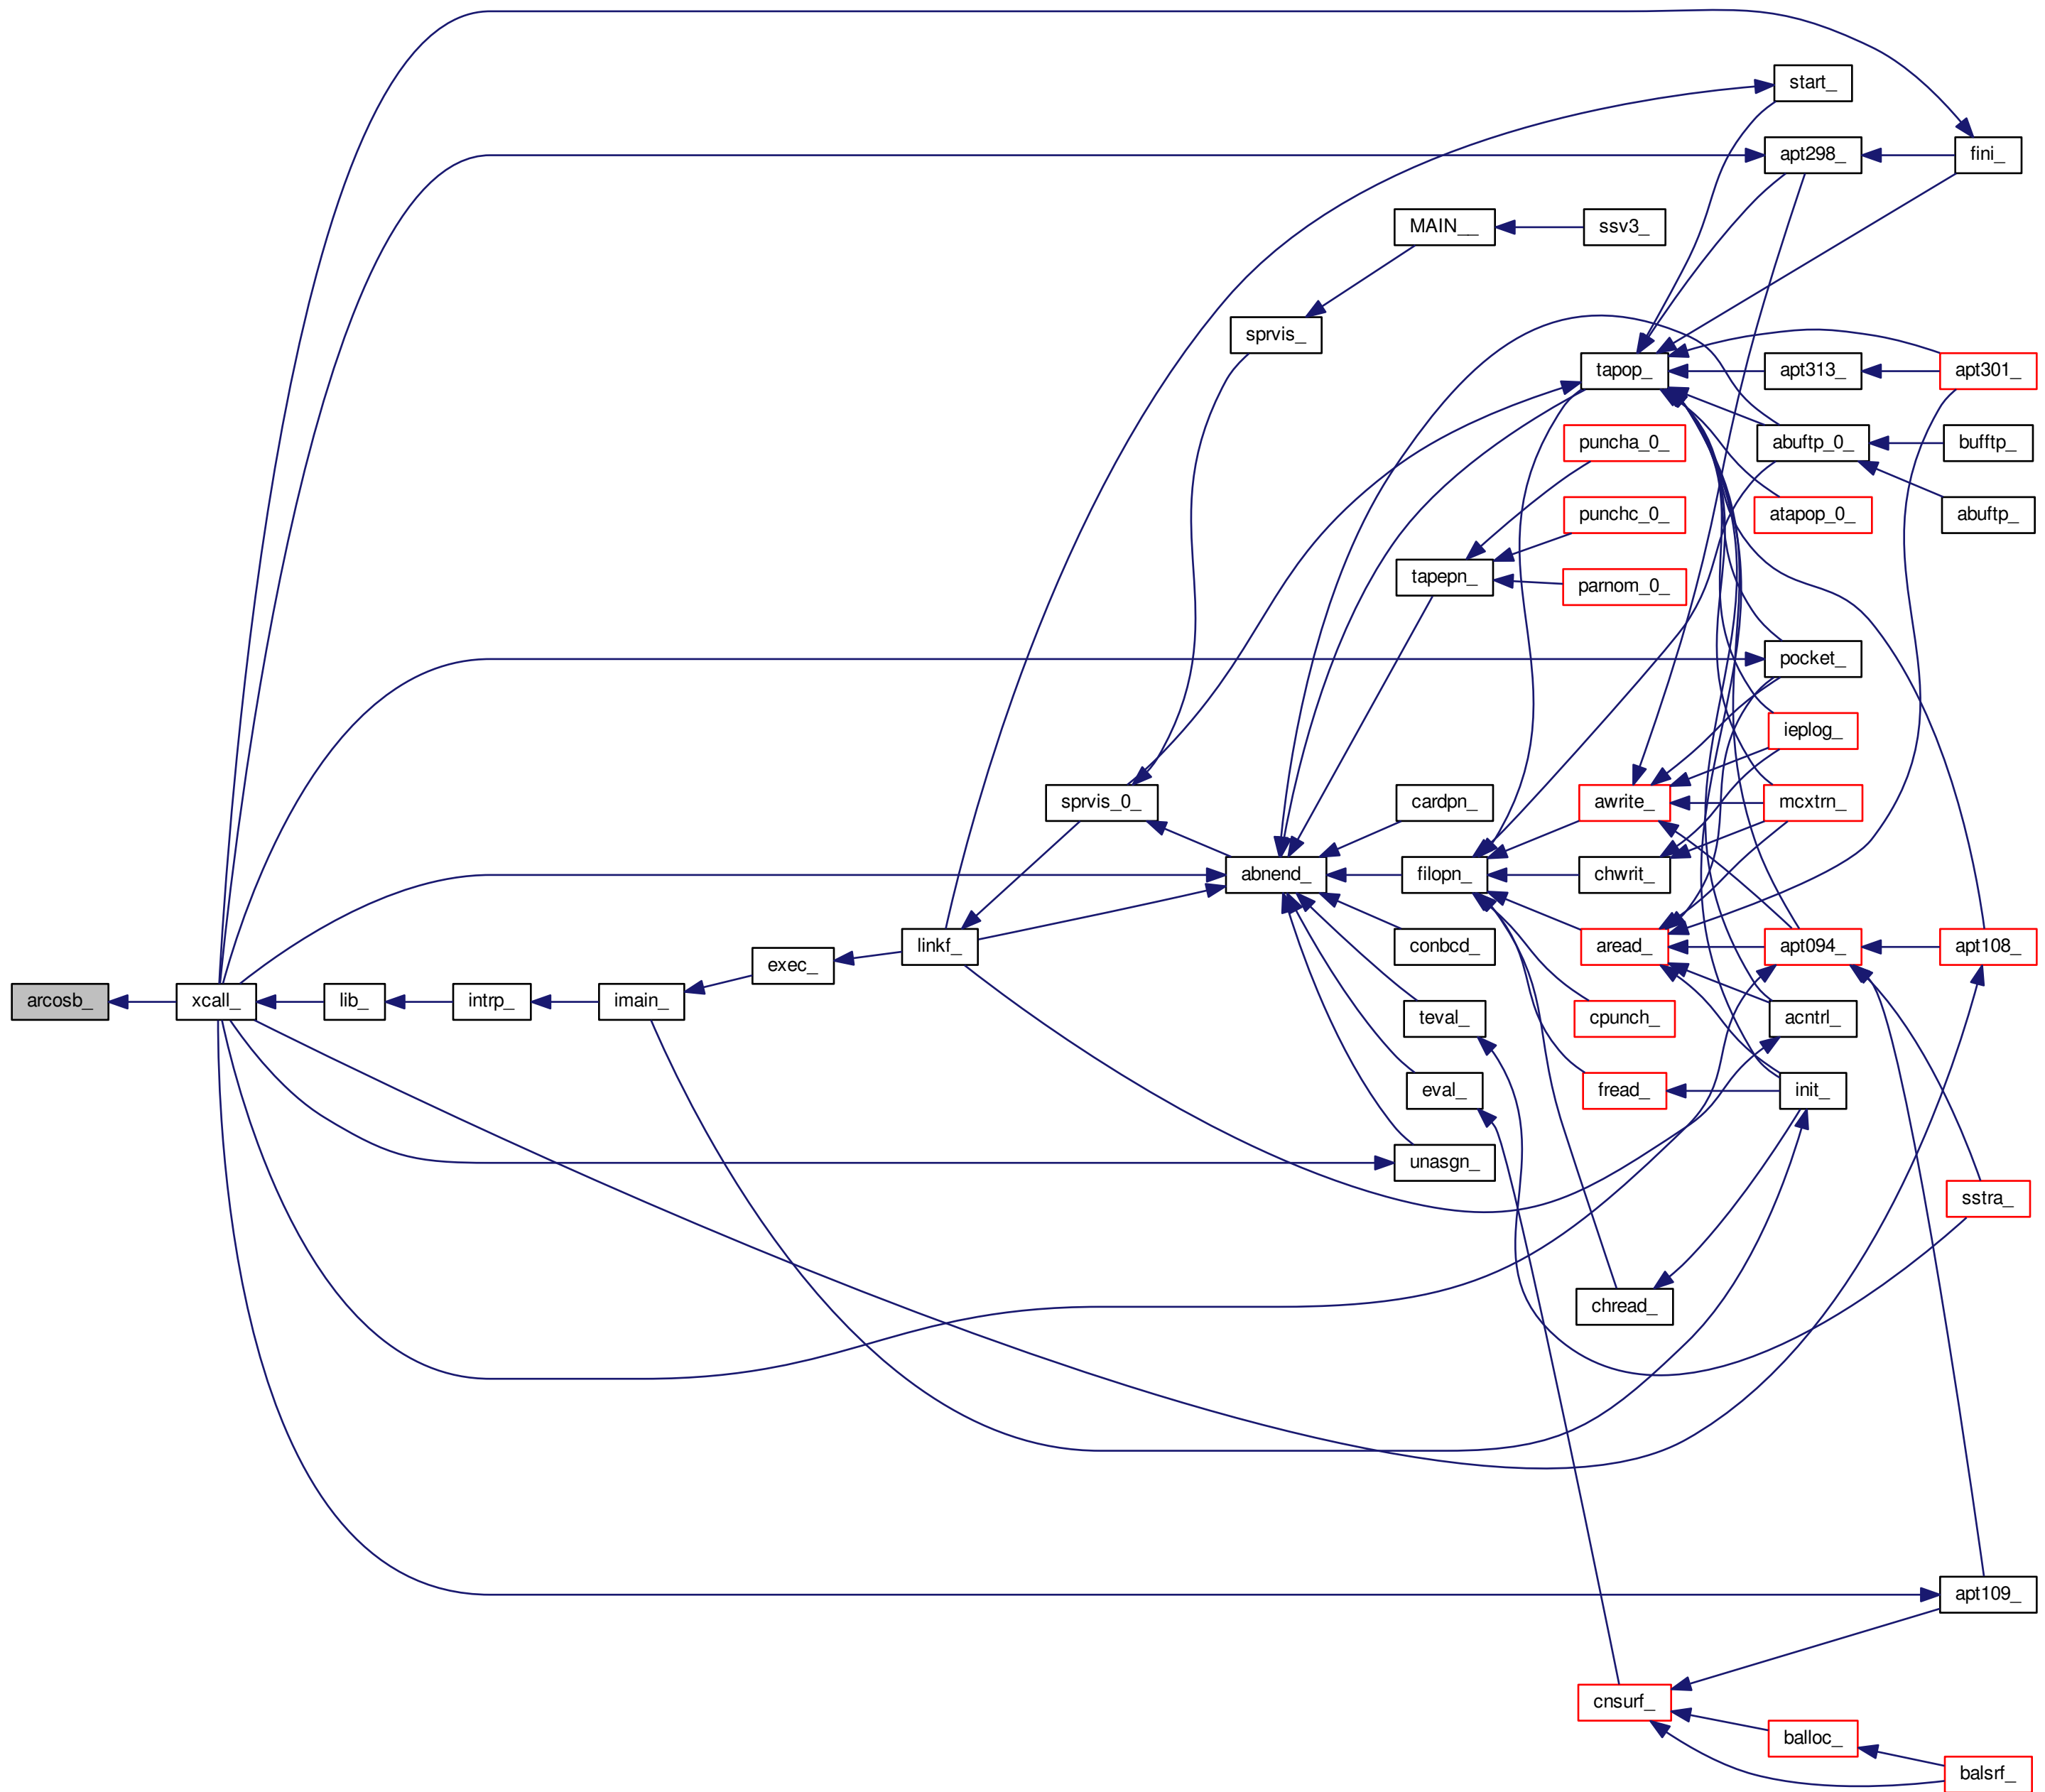 start_
apt298_
fini_
MAIN__
ssv3_
sprvis_
tapop_
apt313_
apt301_
puncha_0_
abuftp_0_
bufftp_
punchc_0_
atapop_0_
abuftp_
tapepn_
parnom_0_
pocket_
ieplog_
sprvis_0_
cardpn_
awrite_
mcxtrn_
abnend_
filopn_
chwrit_
linkf_
conbcd_
aread_
apt094_
apt108_
exec_
arcosb_
xcall_
lib_
intrp_
imain_
teval_
cpunch_
acntrl_
eval_
fread_
init_
unasgn_
sstra_
chread_
apt109_
cnsurf_
balloc_
balsrf_